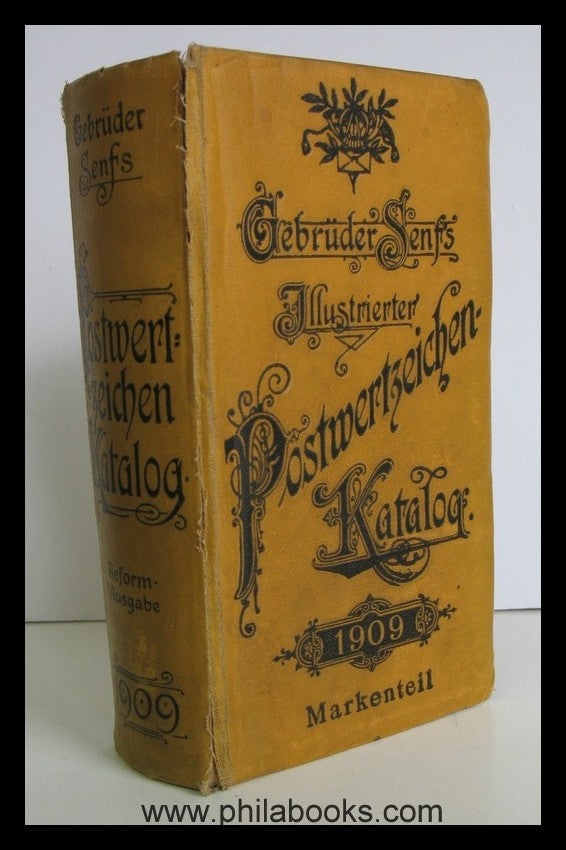 Gebrüder
Senf's
Postwert=
zeichen
Katalog.
Reform-
Ausgabe
1909
Gebrüder Senf's
Illustrierter
Postwertzeichen-
Katalog.
1909
Markenteil
www.philabooks.com